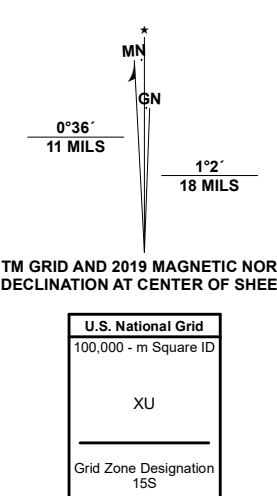 ★
MN
GN
0°36´
11 MILS
1°2´
18 MILS
TM GRID AND 2019 MAGNETIC NOR
DECLINATION AT CENTER OF SHEE
U.S. National Grid
100,000 - m Square ID
XU
Grid Zone Designation
15S